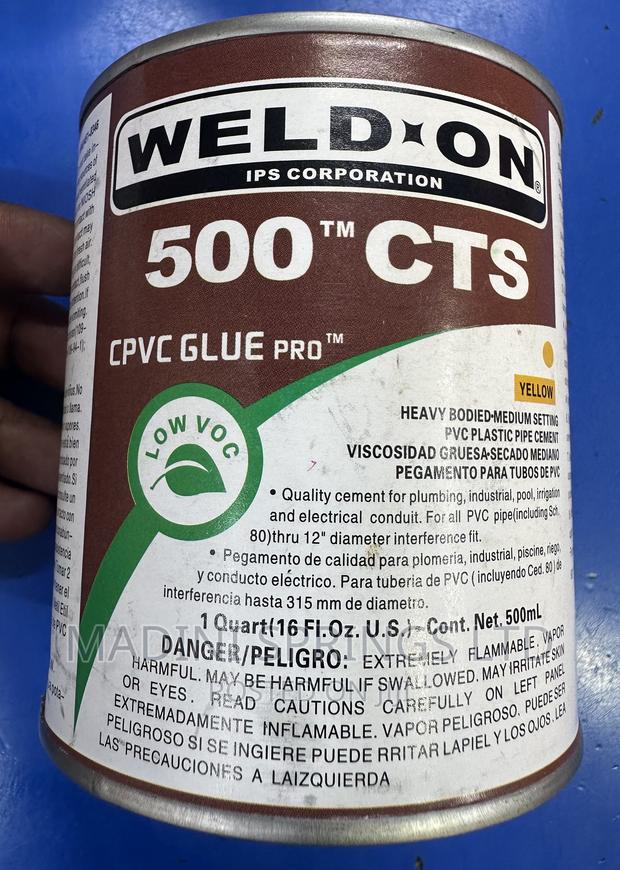 WELD-ON®
IPS CORPORATION
500™ CTS
CPVC GLUE PRO™
LOW VOC
YELLOW
HEAVY BODIED-MEDIUM SETTING
PVC PLASTIC PIPE CEMENT
VISCOSIDAD GRUESA•SECADO MEDIANO
PEGAMENTO PARA TUBOS DE PVC
• Quality cement for plumbing, industrial, pool, irrigation
and electrical conduit. For all PVC pipe(including Sch.
80)thru 12" diameter interference fit.
• Pegamento de calidad para plomeria, industrial, piscine, riego,
y conducto eléctrico. Para tuberia de PVC ( incluyendo Ced. 80) de
interferencia hasta 315 mm de diametro.
1 Quart(16 Fl.Oz. U.S.) - Cont. Net. 500mL
MADINI SPRINGS LTD
POSTED ON JIJI
DANGER/PELIGRO: EXTREMELY FLAMMABLE. VAPOR
HARMFUL. MAY BE HARMFUL IF SWALLOWED. MAY IRRITATE SKIN
OR EYES. READ CAUTIONS CAREFULLY ON LEFT PANEL
EXTREMADAMENTE INFLAMABLE. VAPOR PELIGROSO. PUEDE SER
PELIGROSO SI SE INGIERE PUEDE RRITAR LAPIEL Y LOS OJOS. LEA
LAS PRECAUCIONES A LAIZQUIERDA